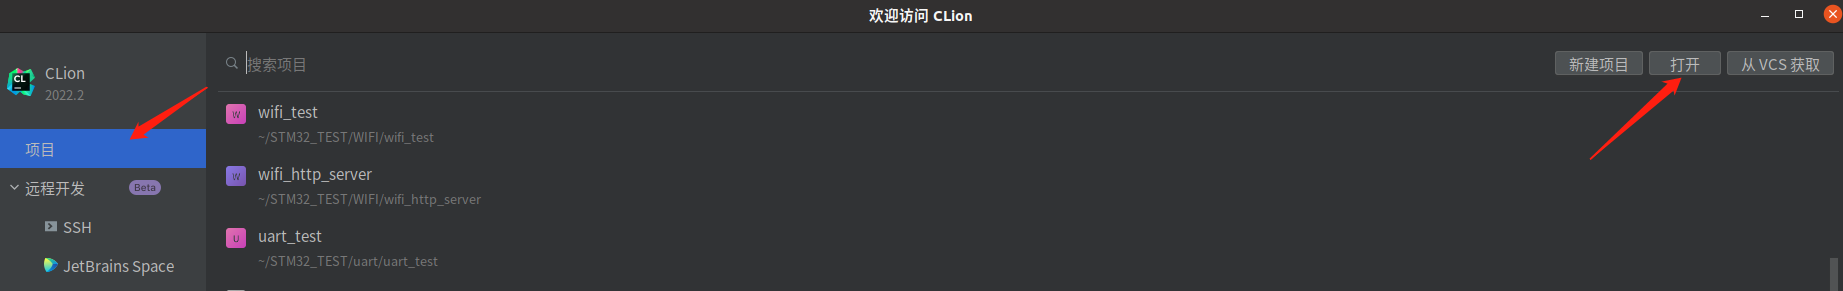 欢迎访问 CLion
CL
CLion
2022.2
项目
远程开发 Beta
SSH
JetBrains Space
搜索项目
新建项目
打开
从 VCS 获取
W
wifi_test
~/STM32_TEST/WIFI/wifi_test
W
wifi_http_server
~/STM32_TEST/WIFI/wifi_http_server
U
uart_test
~/STM32_TEST/uart/uart_test